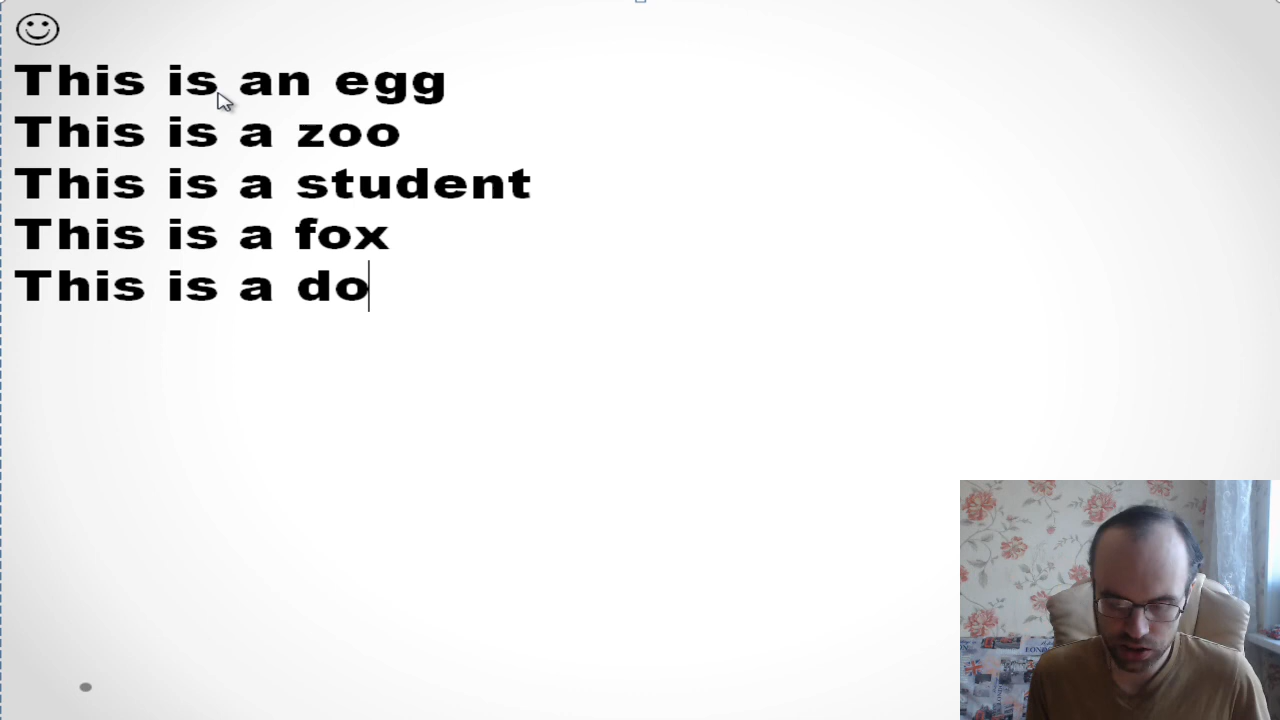 This is an egg
This is a zoo
This is a student
This is a fox
This is a do